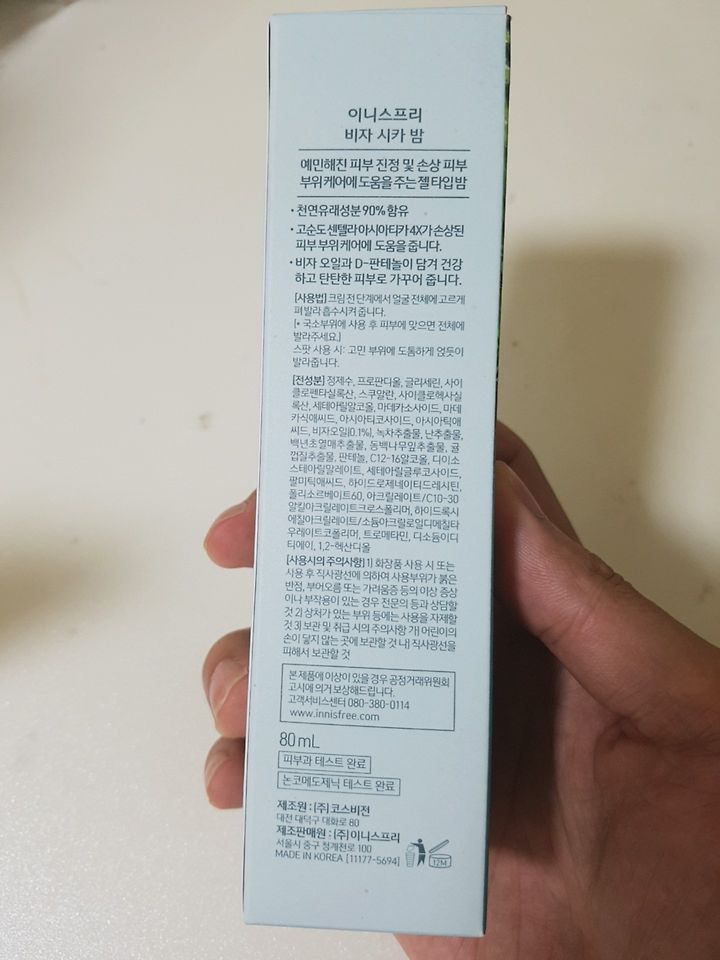 이니스프리
비자 시카 밤
예민해진 피부 진정 및 손상 피부
부위 케어에 도움을 주는 젤 타입 밤
• 천연유래성분 90% 함유
• 고순도 센텔라 아시아티카 4X가 손상된
피부 부위 케어에 도움을 줍니다.
• 비자 오일과 D-판테놀이 담겨 건강
하고 탄탄한 피부로 가꾸어 줍니다.
[사용법] 크림 전 단계에서 얼굴 전체에 고르게
펴 발라 흡수시켜 줍니다.
[* 국소부위에 사용 후 피부에 맞으면 전체에
발라주세요.]
스팟 사용 시: 고민 부위에 도톰하게 얹듯이
발라줍니다.
[전성분] 정제수, 프로판다이올, 글리세린, 사이
클로펜타실록산, 스쿠알란, 사이클로헥사실
록산, 세테아릴알코올, 마데카소사이드, 마데
카식애씨드, 아시아티코사이드, 아시아틱애
씨드, 비자오일(0.1%), 녹차추출물, 난추출물,
백년초열매추출물, 동백나무잎추출물, 귤
껍질추출물, 판테놀, C12-16알코올, 디이소
스테아릴말레이트, 세테아릴글루코사이드,
팔미틱애씨드, 하이드로제네이티드레시틴,
폴리소르베이트60, 아크릴레이트/C10-30
알킬아크릴레이트크로스폴리머, 하이드록시
에칠아크릴레이트/소듐아크릴로일디메칠타
우레이트코폴리머, 트로메타민, 디소듐이디
티에이, 1,2-헥산디올
[사용시의 주의사항] 1) 화장품 사용 시 또는
사용 후 직사광선에 의하여 사용부위가 붉은
반점, 부어오름 또는 가려움증 등의 이상 증상
이나 부작용이 있는 경우 전문의 등과 상담할
것 2) 상처가 있는 부위 등에는 사용을 자제할
것 3) 보관 및 취급 시의 주의사항 가) 어린이의
손이 닿지 않는 곳에 보관할 것 나) 직사광선을
피해서 보관할 것
본 제품에 이상이 있을 경우 공정거래위원회
고시에 의거 보상해드립니다.
고객서비스센터 080-380-0114
www.innisfree.com
80 mL
피부과 테스트 완료
논코메도제닉 테스트 완료
제조원 : (주) 코스비전
대전 대덕구 대화로 80
제조판매원 : (주) 이니스프리
서울시 중구 청계천로 100
MADE IN KOREA [11177-5694]
12M